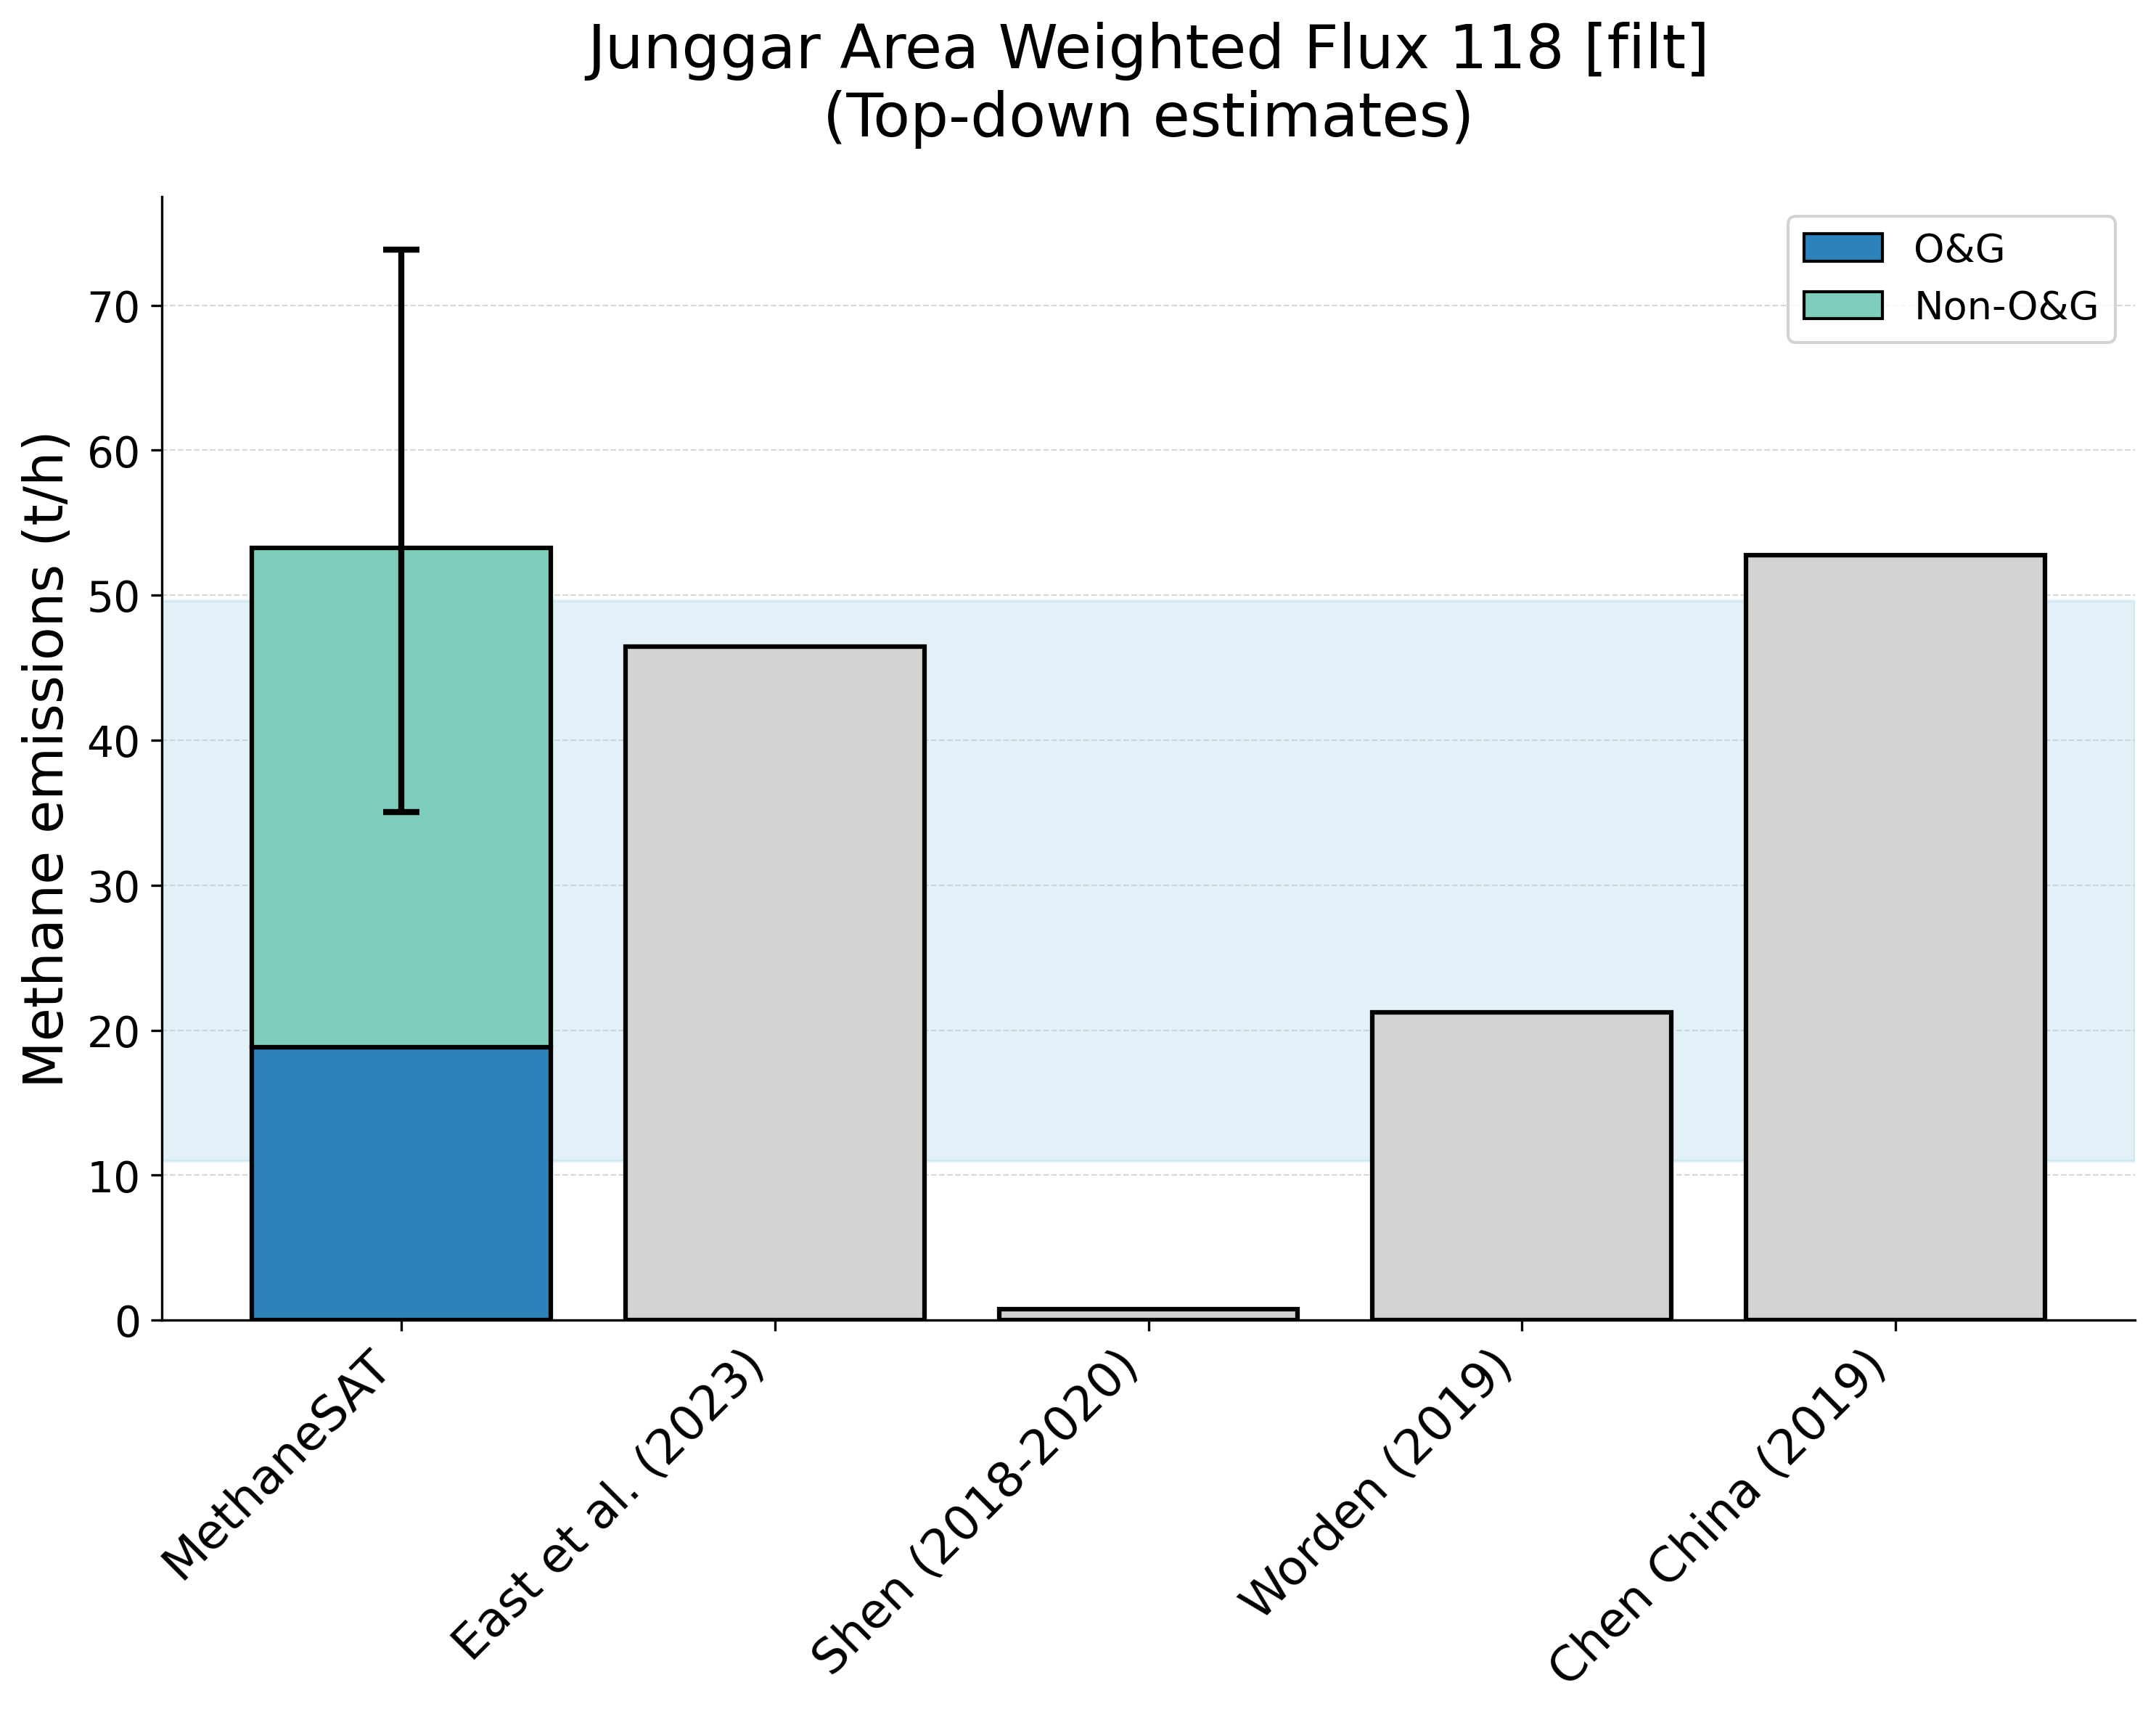 Junggar Area Weighted Flux 118 [filt]
(Top-down estimates)
O&G
Non-O&G
Methane emissions (t/h)
70
60
50
40
30
20
10
0
MethaneSAT
East et al. (2023)
Shen (2018-2020)
Worden (2019)
Chen China (2019)